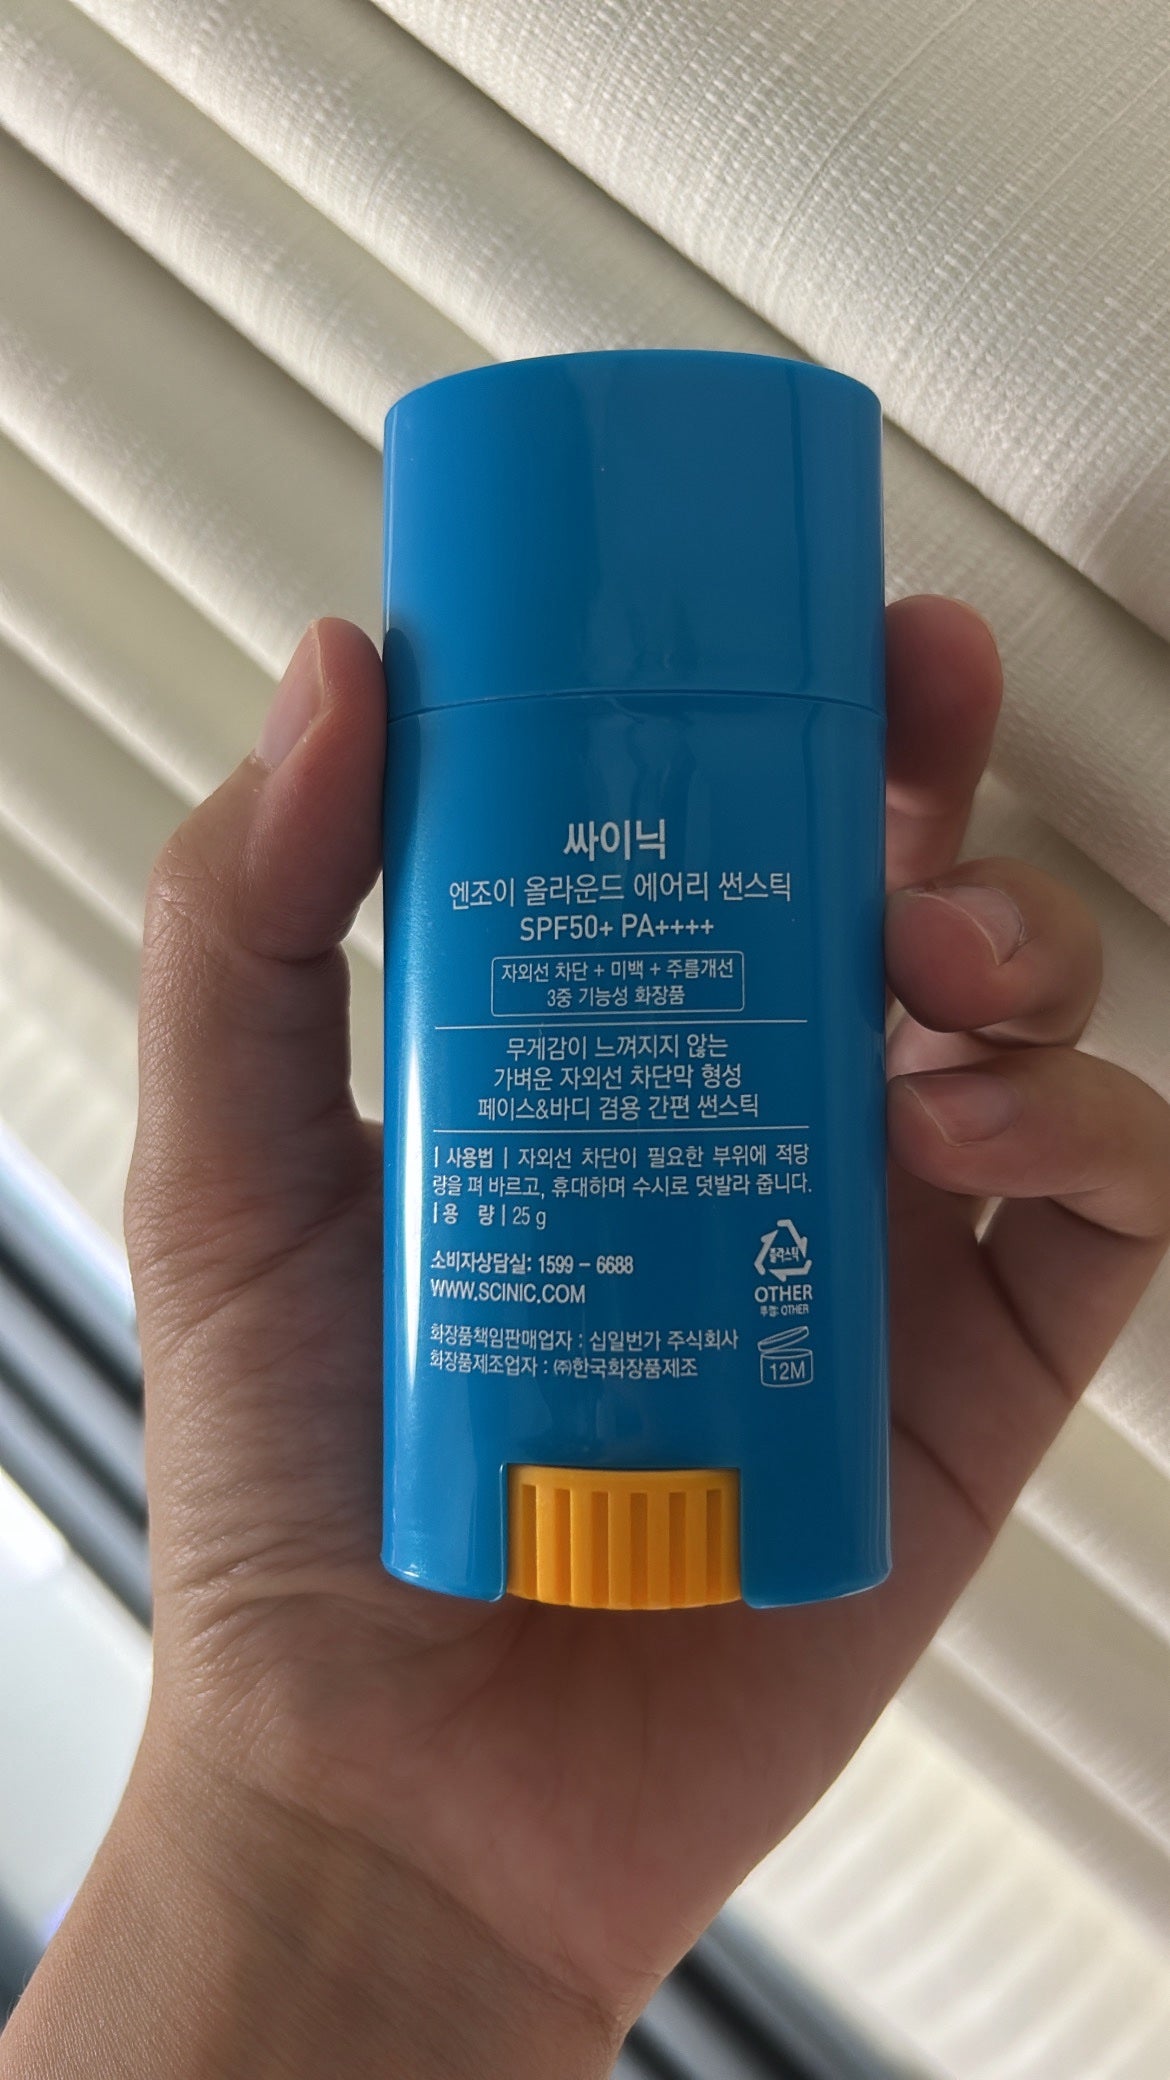 싸이닉
엔조이 올라운드 에어리 썬스틱
SPF50+ PA++++
자외선 차단 + 미백 + 주름개선
3중 기능성 화장품
무게감이 느껴지지 않는
가벼운 자외선 차단막 형성
페이스&바디 겸용 간편 썬스틱
| 사용법 | 자외선 차단이 필요한 부위에 적당
량을 펴 바르고, 휴대하며 수시로 덧발라 줍니다.
| 용 량 | 25 g
소비자상담실: 1599 – 6688
WWW.SCINIC.COM
플라스틱
OTHER
뚜껑: OTHER
화장품책임판매업자 : 십일번가 주식회사
화장품제조업자 : ㈜한국화장품제조
12M